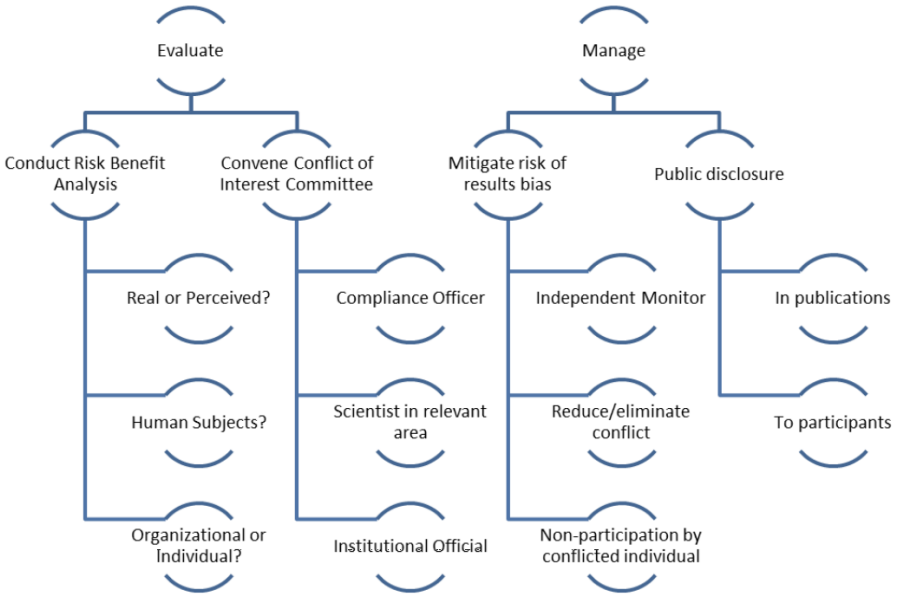 Evaluate
Manage
Conduct Risk Benefit
Analysis
Convene Conflict of
Interest Committee
Mitigate risk of
results bias
Public disclosure
Real or Perceived?
Compliance Officer
Independent Monitor
In publications
Human Subjects?
Scientist in relevant
area
Reduce/eliminate
conflict
To participants
Organizational or
Individual?
Institutional Official
Non-participation by
conflicted individual